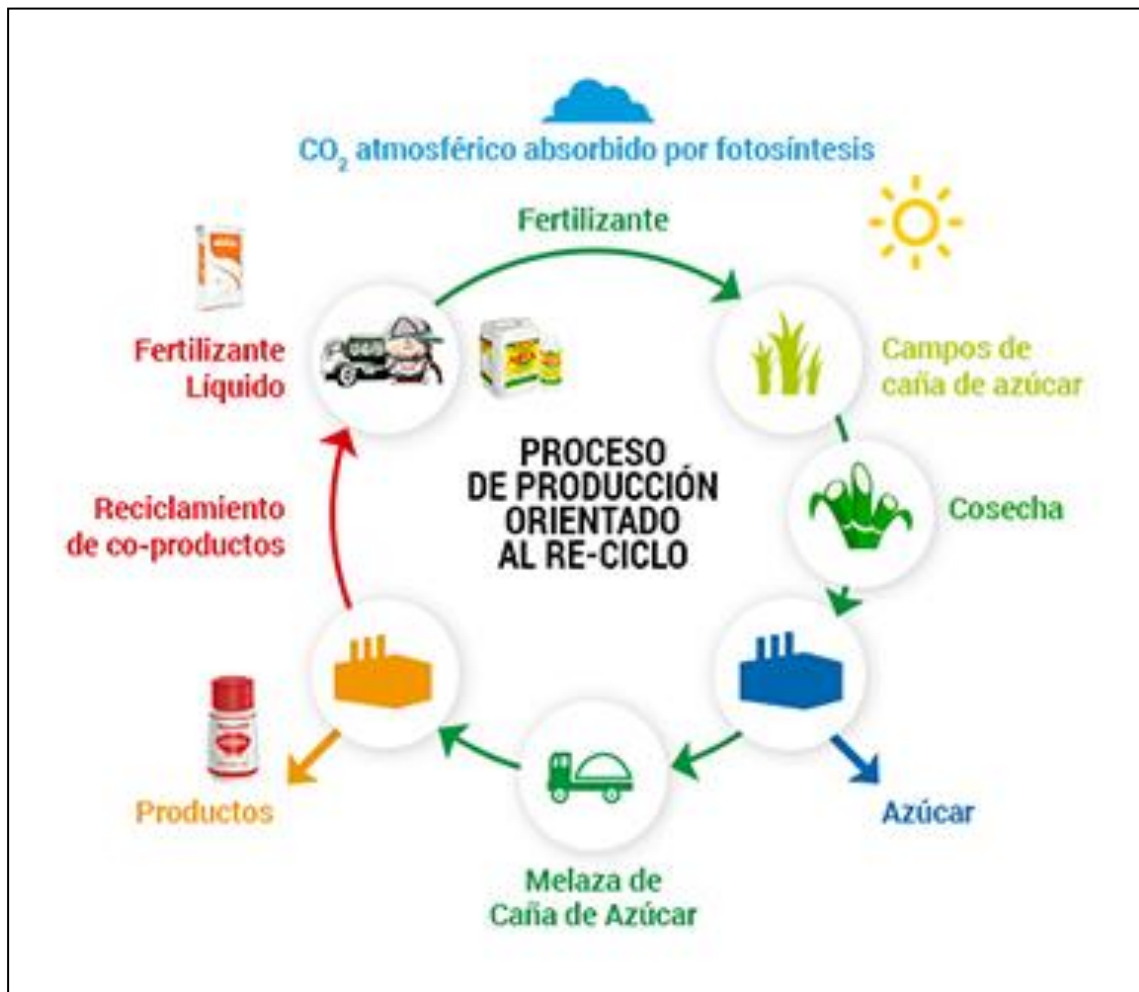 CO₂ atmosférico absorbido por fotosíntesis
Fertilizante
Fertilizante
Líquido
Campos de
caña de azúcar
PROCESO
DE PRODUCCIÓN
ORIENTADO
AL RE-CICLO
Cosecha
Reciclamiento
de co-productos
Productos
Azúcar
Melaza de
Caña de Azúcar